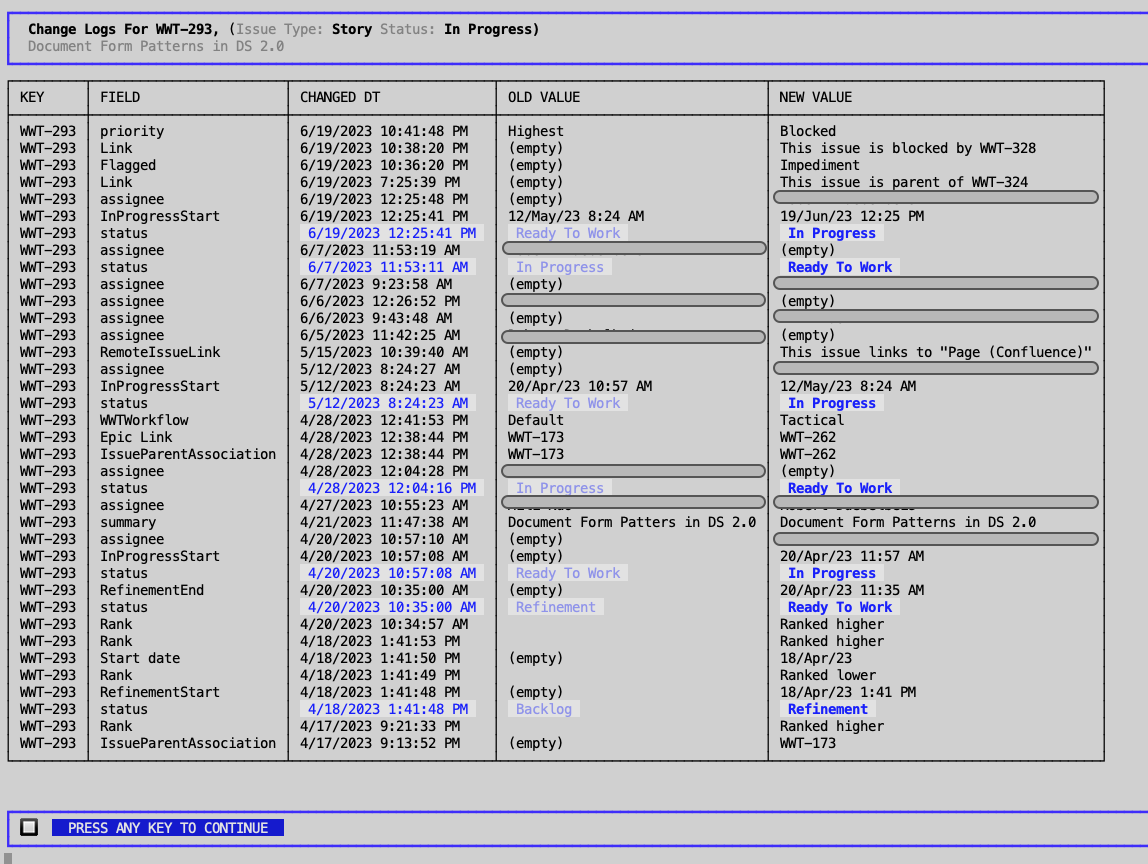 Change Logs For WWT-293, (Issue Type: Story Status: In Progress)
Document Form Patterns in DS 2.0
KEY FIELD CHANGED DT OLD VALUE NEW VALUE
WWT-293 priority 6/19/2023 10:41:48 PM Highest Blocked
WWT-293 Link 6/19/2023 10:38:20 PM (empty) This issue is blocked by WWT-328
WWT-293 Flagged 6/19/2023 10:36:20 PM (empty) Impediment
WWT-293 Link 6/19/2023 7:25:39 PM (empty) This issue is parent of WWT-324
WWT-293 assignee 6/19/2023 12:25:48 PM (empty)
WWT-293 InProgressStart 6/19/2023 12:25:41 PM 12/May/23 8:24 AM 19/Jun/23 12:25 PM
WWT-293 status 6/19/2023 12:25:41 PM Ready To Work In Progress
WWT-293 assignee 6/7/2023 11:53:19 AM (empty)
WWT-293 status 6/7/2023 11:53:11 AM In Progress Ready To Work
WWT-293 assignee 6/7/2023 9:23:58 AM (empty)
WWT-293 assignee 6/6/2023 12:26:52 PM (empty)
WWT-293 assignee 6/6/2023 9:43:48 AM (empty)
WWT-293 assignee 6/5/2023 11:42:25 AM (empty)
WWT-293 RemoteIssueLink 5/15/2023 10:39:40 AM (empty) This issue links to "Page (Confluence)"
WWT-293 assignee 5/12/2023 8:24:27 AM (empty)
WWT-293 InProgressStart 5/12/2023 8:24:23 AM 20/Apr/23 10:57 AM 12/May/23 8:24 AM
WWT-293 status 5/12/2023 8:24:23 AM Ready To Work In Progress
WWT-293 WWTWorkflow 4/28/2023 12:41:53 PM Default Tactical
WWT-293 Epic Link 4/28/2023 12:38:44 PM WWT-173 WWT-262
WWT-293 IssueParentAssociation 4/28/2023 12:38:44 PM WWT-173 WWT-262
WWT-293 assignee 4/28/2023 12:04:28 PM (empty)
WWT-293 status 4/28/2023 12:04:16 PM In Progress Ready To Work
WWT-293 assignee 4/27/2023 10:55:23 AM
WWT-293 summary 4/21/2023 11:47:38 AM Document Form Patters in DS 2.0 Document Form Patterns in DS 2.0
WWT-293 assignee 4/20/2023 10:57:10 AM (empty)
WWT-293 InProgressStart 4/20/2023 10:57:08 AM (empty) 20/Apr/23 11:57 AM
WWT-293 status 4/20/2023 10:57:08 AM Ready To Work In Progress
WWT-293 RefinementEnd 4/20/2023 10:35:00 AM (empty) 20/Apr/23 11:35 AM
WWT-293 status 4/20/2023 10:35:00 AM Refinement Ready To Work
WWT-293 Rank 4/20/2023 10:34:57 AM Ranked higher
WWT-293 Rank 4/18/2023 1:41:53 PM Ranked higher
WWT-293 Start date 4/18/2023 1:41:50 PM (empty) 18/Apr/23
WWT-293 Rank 4/18/2023 1:41:49 PM Ranked lower
WWT-293 RefinementStart 4/18/2023 1:41:48 PM (empty) 18/Apr/23 1:41 PM
WWT-293 status 4/18/2023 1:41:48 PM Backlog Refinement
WWT-293 Rank 4/17/2023 9:21:33 PM Ranked higher
WWT-293 IssueParentAssociation 4/17/2023 9:13:52 PM (empty) WWT-173
PRESS ANY KEY TO CONTINUE